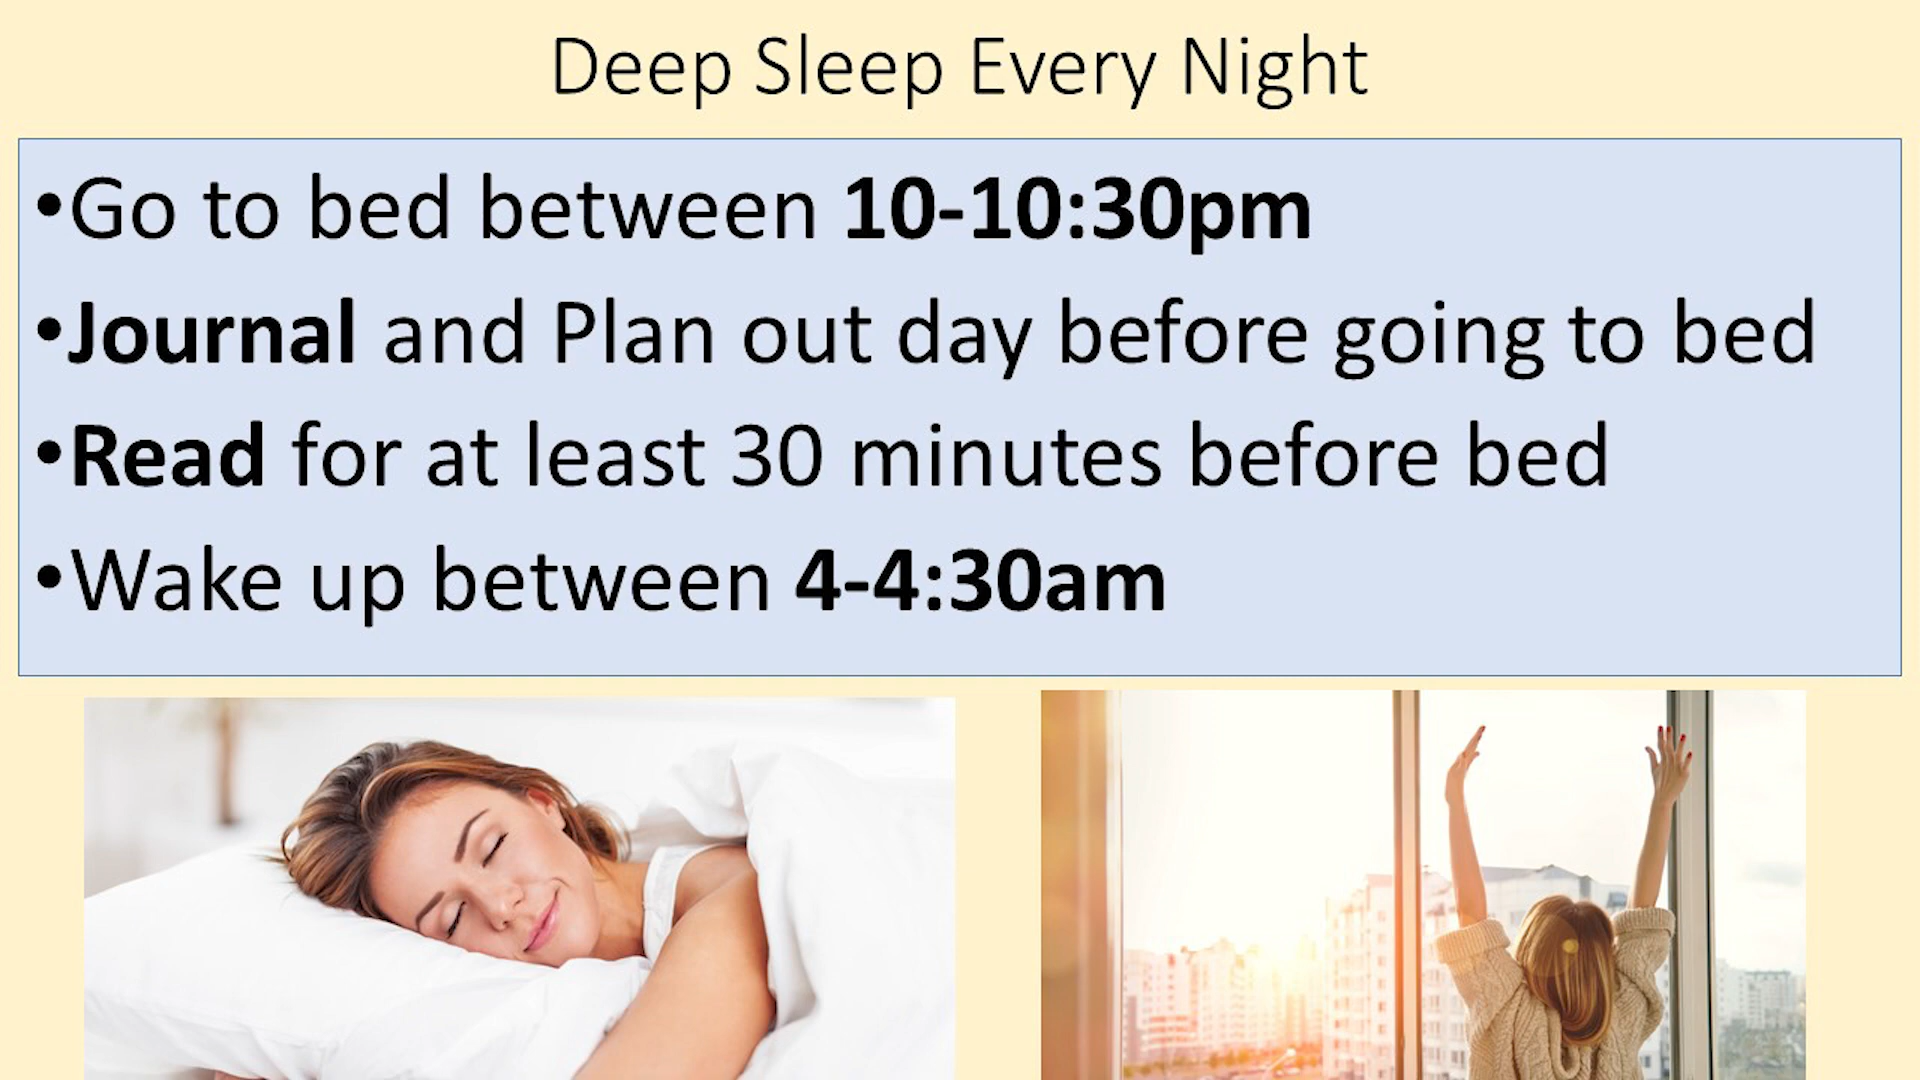 Deep Sleep Every Night
•Go to bed between 10-10:30pm
•Journal and Plan out day before going to bed
•Read for at least 30 minutes before bed
•Wake up between 4-4:30am